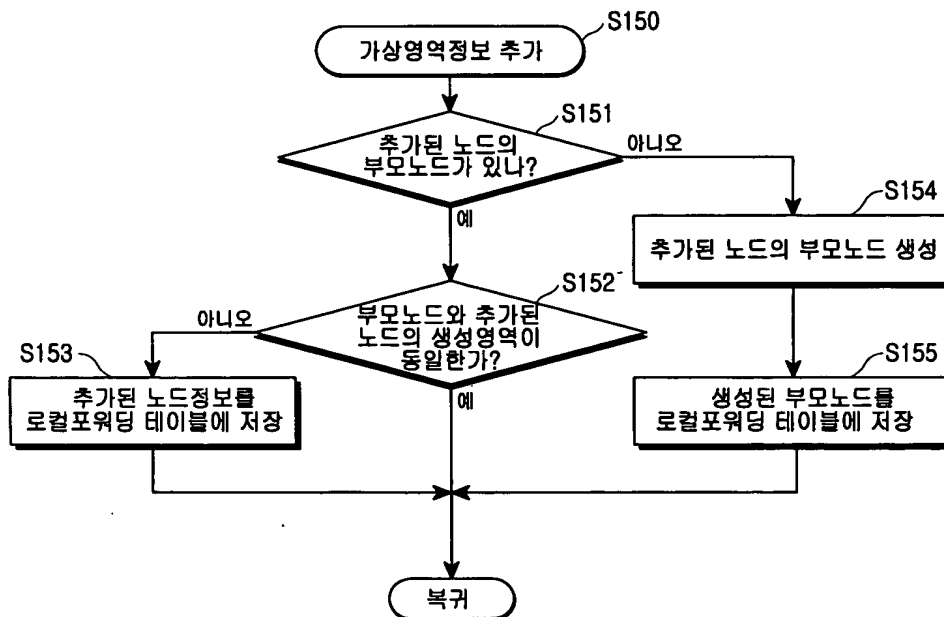 S150
가상영역정보 추가
S151
추가된 노드의
부모노드가 있나?
아니오
예
S154
추가된 노드의 부모노드 생성
S152
부모노드와 추가된
노드의 생성영역이
동일한가?
아니오
예
S153
추가된 노드정보를
로컬포워딩 테이블에 저장
S155
생성된 부모노드를
로컬포워딩 테이블에 저장
복귀